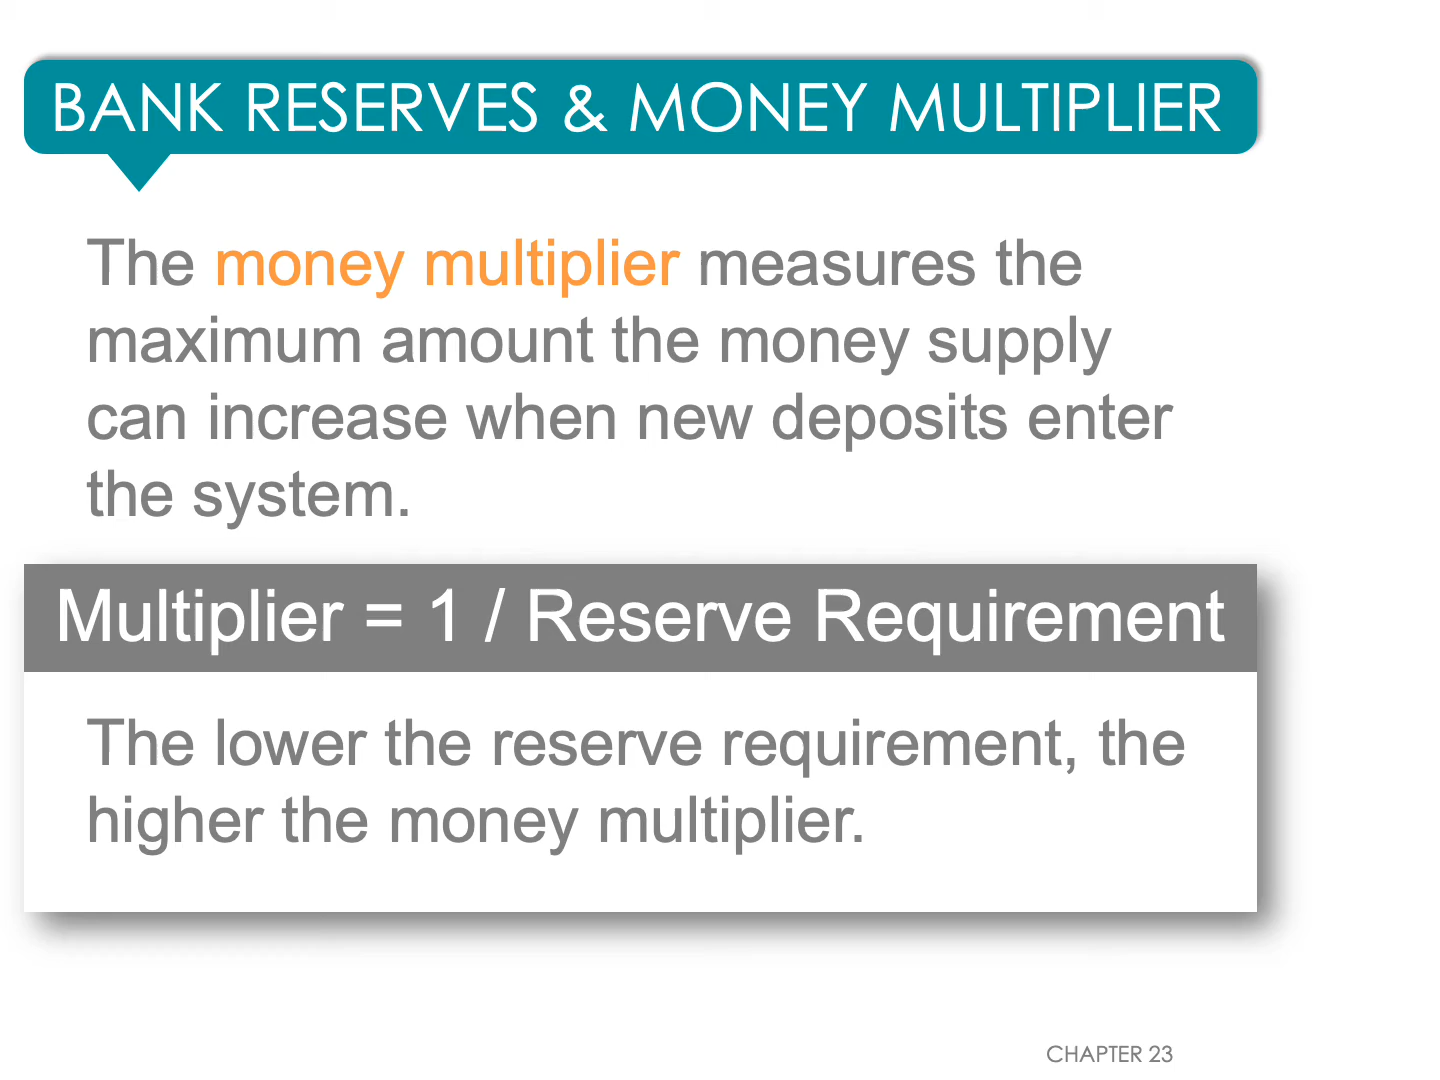 BANK RESERVES & MONEY MULTIPLIER
The money multiplier measures the
maximum amount the money supply
can increase when new deposits enter
the system.
Multiplier = 1 / Reserve Requirement
The lower the reserve requirement, the
higher the money multiplier.
CHAPTER 23